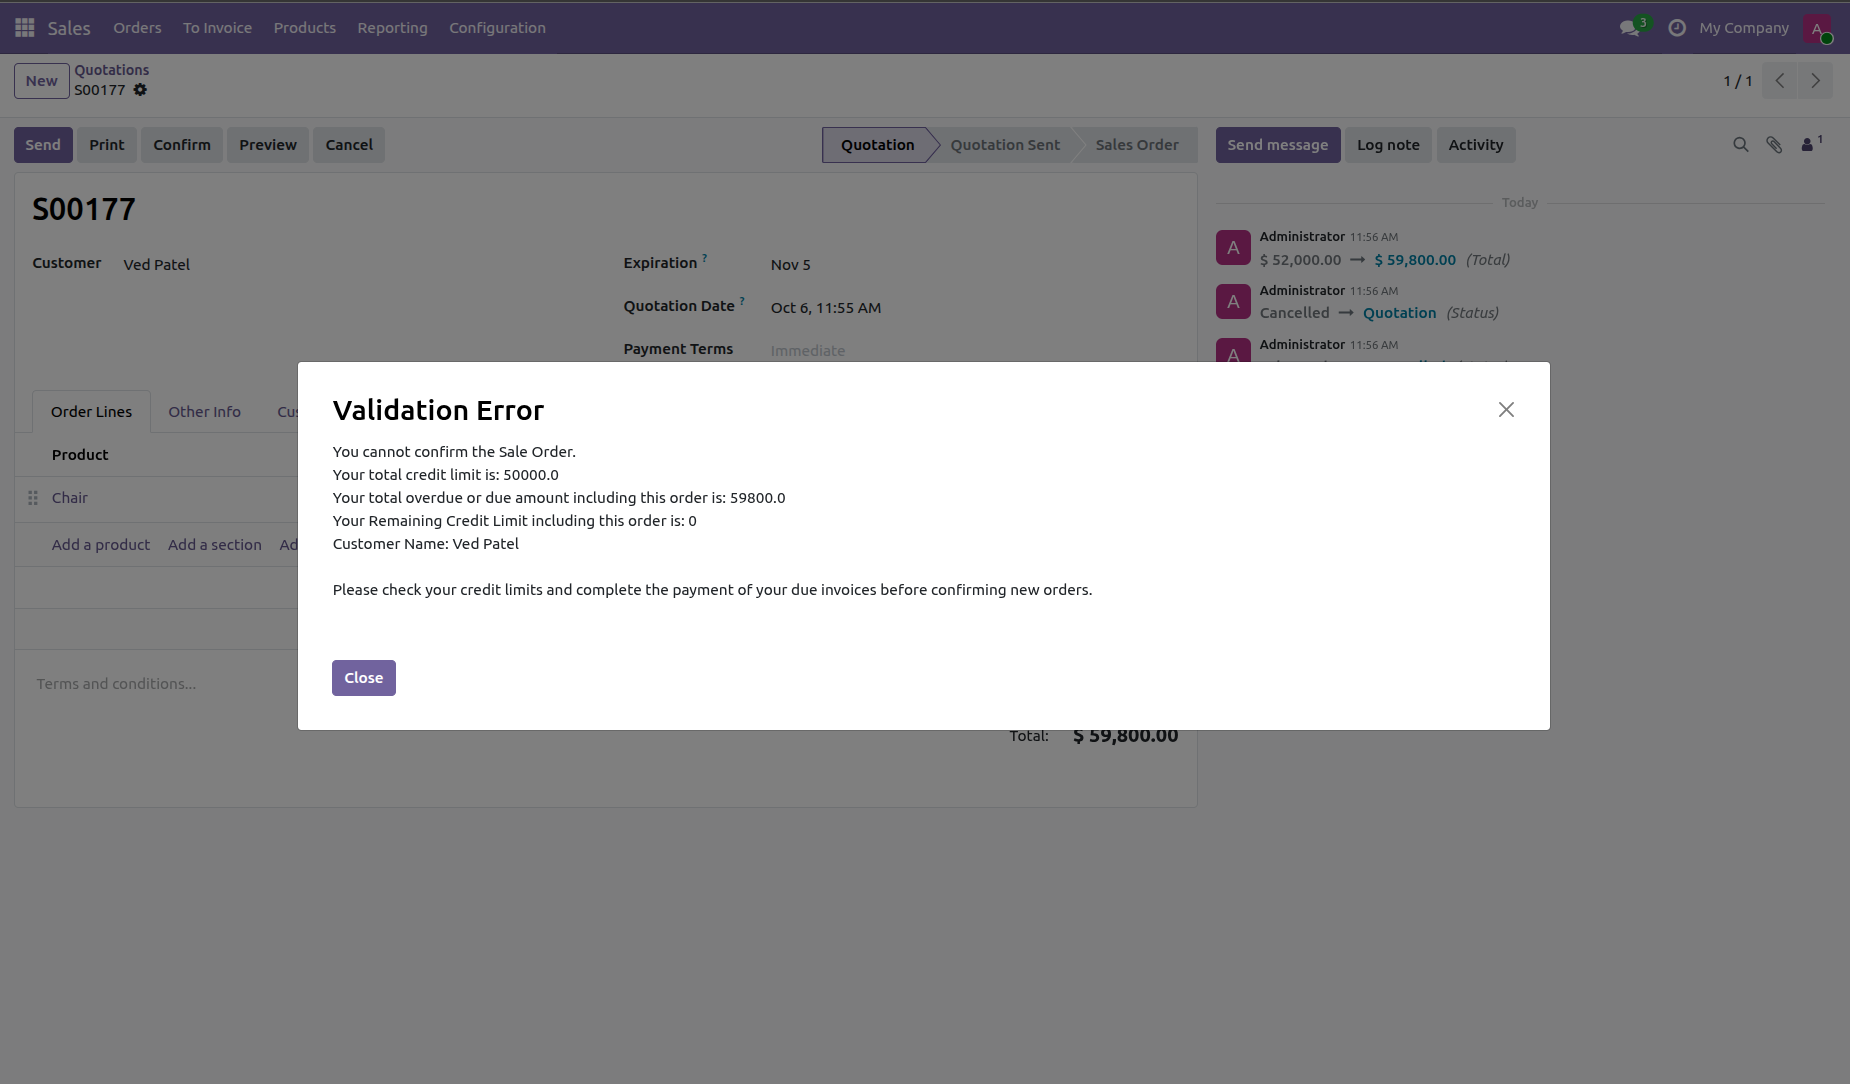 Sales Orders To Invoice Products Reporting Configuration 3 My Company A
New Quotations
S00177
1 / 1
Send Print Confirm Preview Cancel Quotation Quotation Sent Sales Order Send message Log note Activity 1
S00177
Customer Ved Patel
Expiration ? Nov 5
Quotation Date ? Oct 6, 11:55 AM
Payment Terms Immediate
Today
A Administrator 11:56 AM
$ 52,000.00 → $ 59,800.00 (Total)
A Administrator 11:56 AM
Cancelled → Quotation (Status)
A Administrator 11:56 AM
Order Lines Other Info
Product
Chair
Add a product Add a section
Terms and conditions...
Validation Error
You cannot confirm the Sale Order.
Your total credit limit is: 50000.0
Your total overdue or due amount including this order is: 59800.0
Your Remaining Credit Limit including this order is: 0
Customer Name: Ved Patel
Please check your credit limits and complete the payment of your due invoices before confirming new orders.
Close
Total: $ 59,800.00